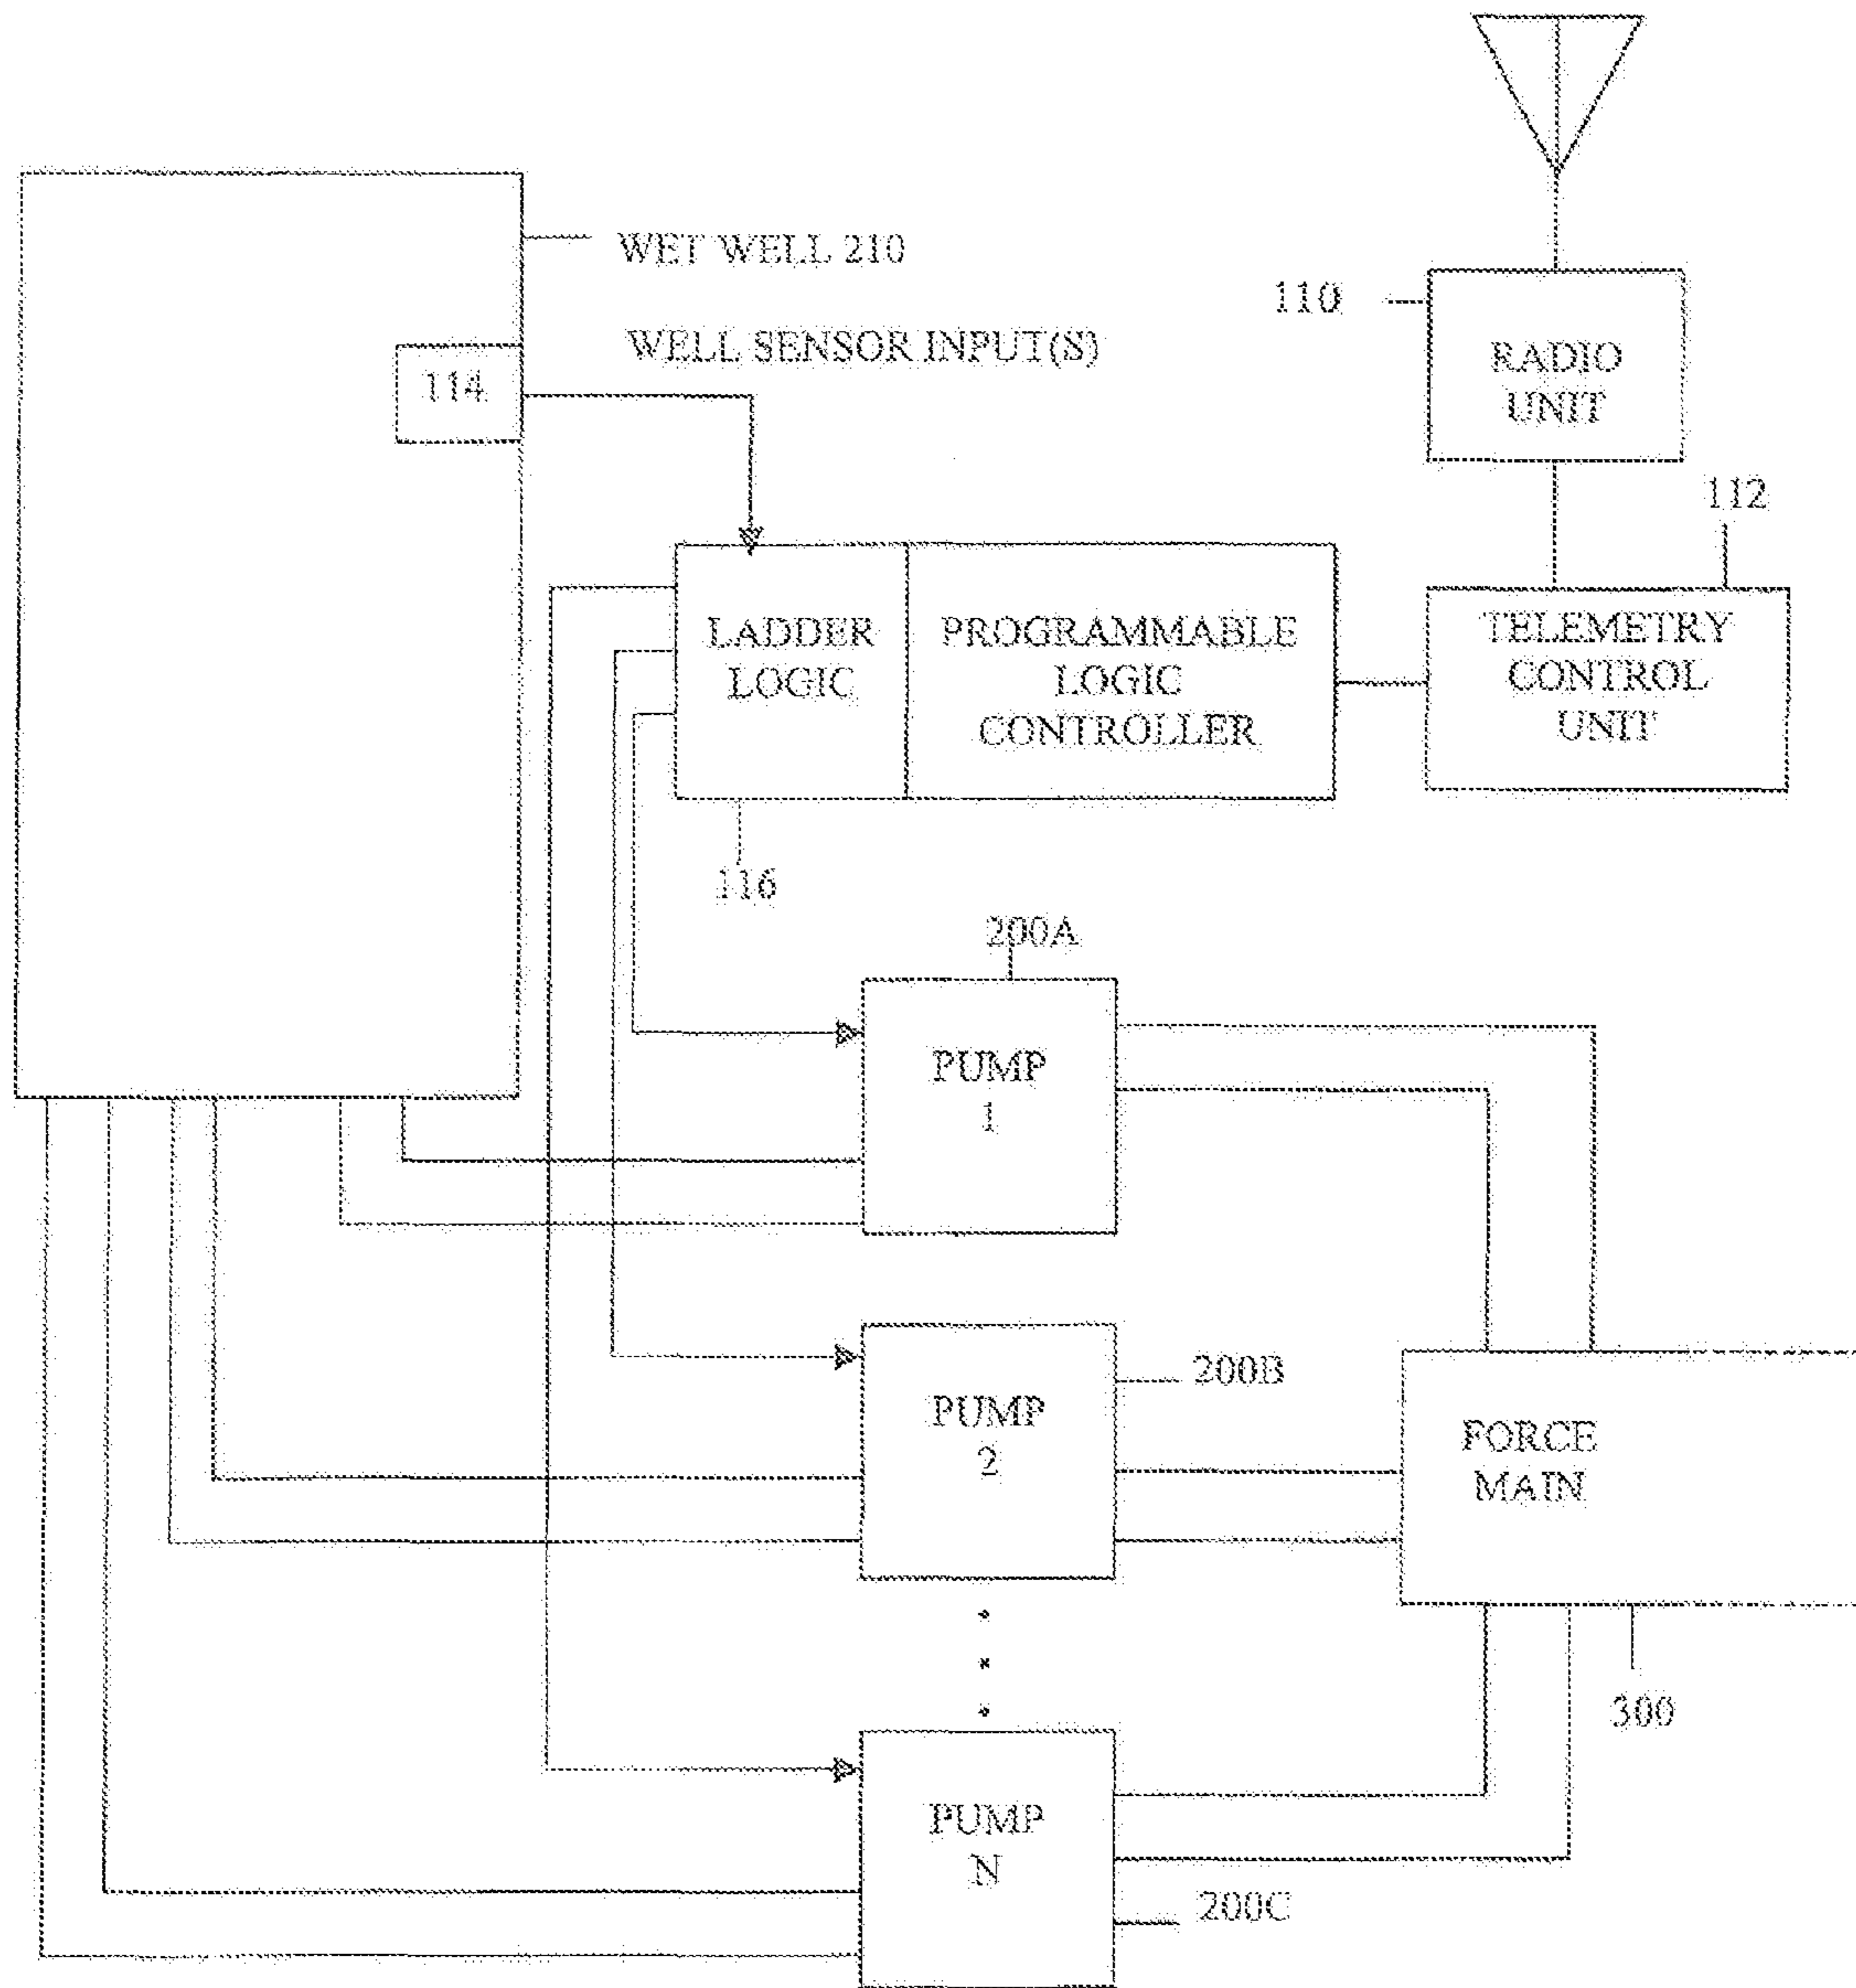 WET WELL 210
WELL SENSOR INPUT(S)
114
110
RADIO
UNIT
112
LADDER
LOGIC
PROGRAMMABLE
LOGIC
CONTROLLER
TELEMETRY
CONTROL
UNIT
116
200A
PUMP
1
200B
PUMP
2
FORCE
MAIN
300
PUMP
N
200C